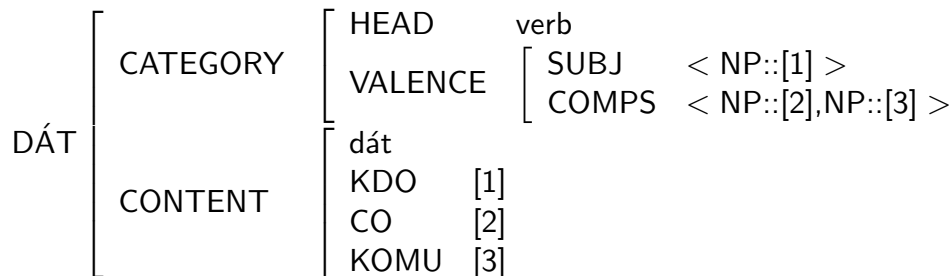 HEAD verb
CATEGORY
SUBJ < NP::[1] >
VALENCE
COMPS < NP::[2],NP::[3] >
DÁT
dát
KDO [1]
CONTENT
CO [2]
KOMU [3]